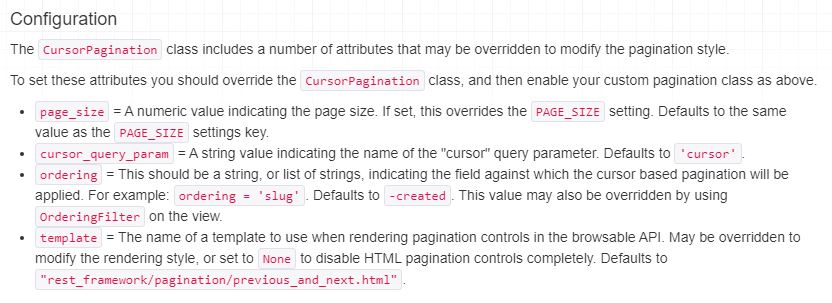 Configuration
The CursorPagination class includes a number of attributes that may be overridden to modify the pagination style.
To set these attributes you should override the CursorPagination class, and then enable your custom pagination class as above.
• page_size = A numeric value indicating the page size. If set, this overrides the PAGE_SIZE setting. Defaults to the same
value as the PAGE_SIZE settings key.
• cursor_query_param = A string value indicating the name of the "cursor" query parameter. Defaults to 'cursor'.
• ordering = This should be a string, or list of strings, indicating the field against which the cursor based pagination will be
applied. For example: ordering = 'slug'. Defaults to -created. This value may also be overridden by using
OrderingFilter on the view.
• template = The name of a template to use when rendering pagination controls in the browsable API. May be overridden to
modify the rendering style, or set to None to disable HTML pagination controls completely. Defaults to
"rest_framework/pagination/previous_and_next.html".